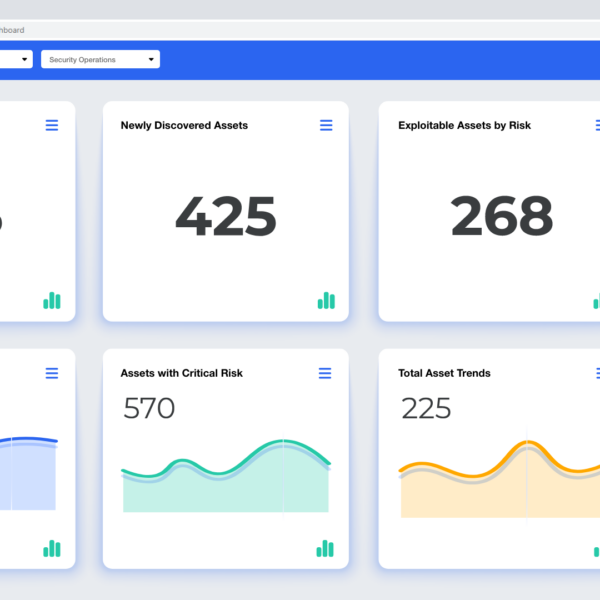 Security Operations
Newly Discovered Assets
Exploitable Assets by Risk
425
268
Assets with Critical Risk
Total Asset Trends
570
225